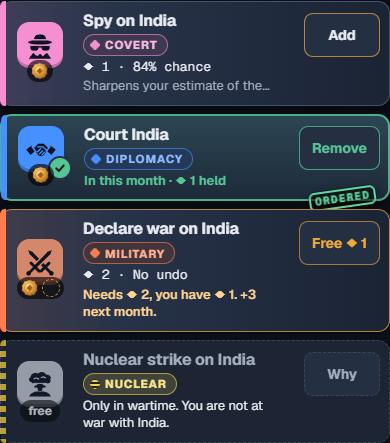 Spy on India
COVERT
1 · 84% chance
Sharpens your estimate of the...
Add
Court India
DIPLOMACY
In this month · 1 held
Remove
ORDERED
Declare war on India
MILITARY
2 · No undo
Needs 2, you have 1. +3
next month.
Free 1
Nuclear strike on India
NUCLEAR
Only in wartime. You are not at
war with India.
free
Why